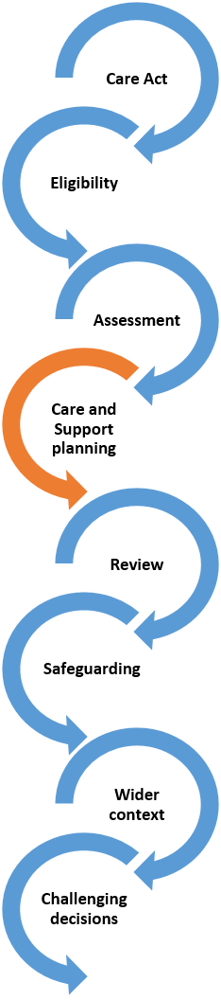 Care Act
Eligibility
Assessment
Care and
Support
planning
Review
Safeguarding
Wider
context
Challenging
decisions